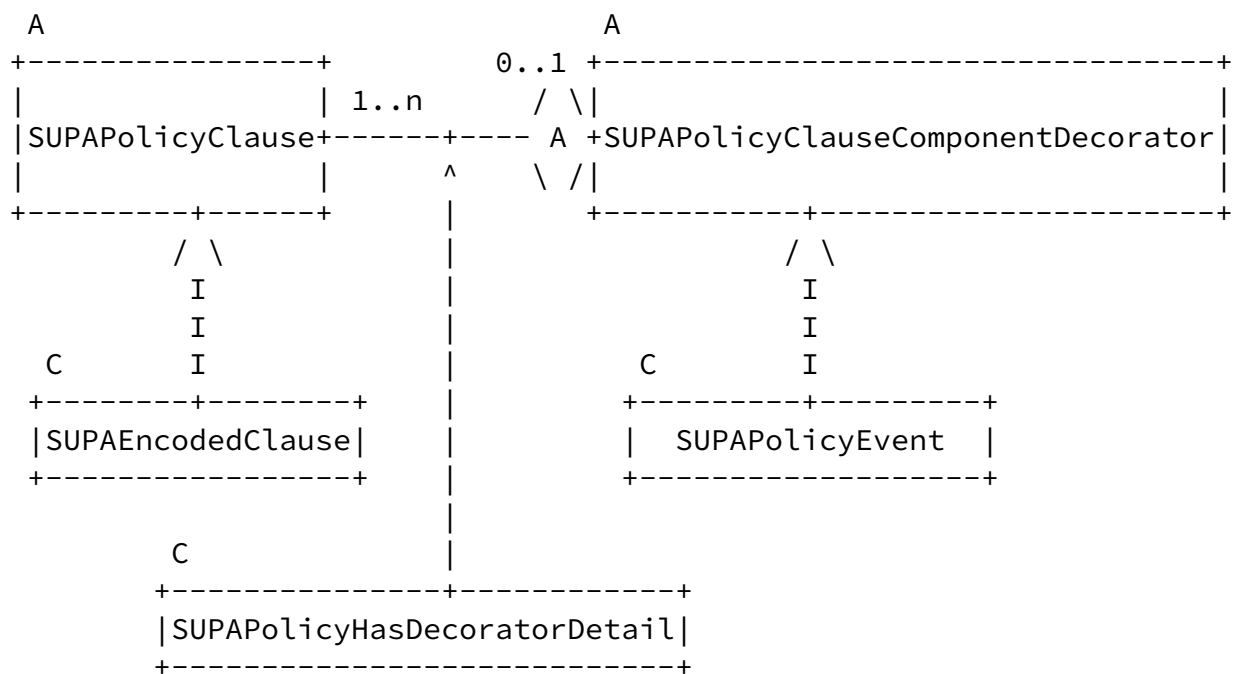 A A
0..1
1..n
SUPAPolicyClause A SUPAPolicyClauseComponentDecorator
I I
I I
C I C I
SUPAEncodedClause SUPAPolicyEvent
C
SUPAPolicyHasDecoratorDetail